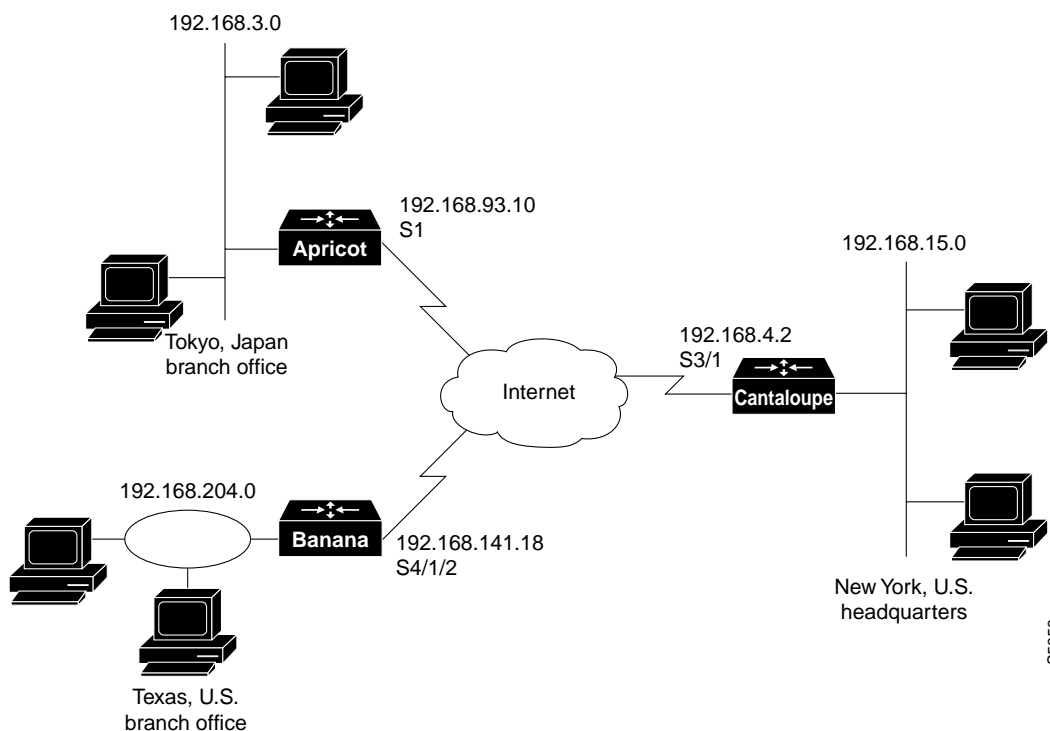 192.168.3.0
Apricot
192.168.93.10
S1
Tokyo, Japan
branch office
192.168.15.0
192.168.4.2
S3/1
Internet
Cantaloupe
192.168.204.0
Banana
192.168.141.18
S4/1/2
New York, U.S.
headquarters
Texas, U.S.
branch office